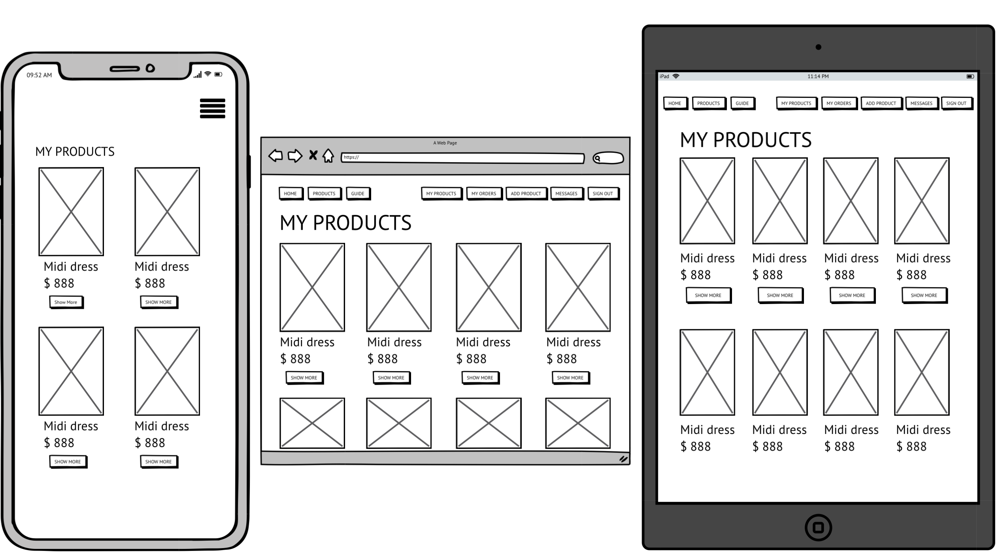 09:52 AM
MY PRODUCTS
Midi dress Midi dress
$ 888 $ 888
Show More SHOW MORE
Midi dress Midi dress
$ 888 $ 888
SHOW MORE SHOW MORE
A Web Page
https://
HOME PRODUCTS GUIDE MY PRODUCTS MY ORDERS ADD PRODUCT MESSAGES SIGN OUT
MY PRODUCTS
Midi dress Midi dress Midi dress Midi dress
$ 888 $ 888 $ 888 $ 888
SHOW MORE SHOW MORE SHOW MORE SHOW MORE
iPad 11:14 PM
HOME PRODUCTS GUIDE MY PRODUCTS MY ORDERS ADD PRODUCT MESSAGES SIGN OUT
MY PRODUCTS
Midi dress Midi dress Midi dress Midi dress
$ 888 $ 888 $ 888 $ 888
SHOW MORE SHOW MORE SHOW MORE SHOW MORE
Midi dress Midi dress Midi dress Midi dress
$ 888 $ 888 $ 888 $ 888